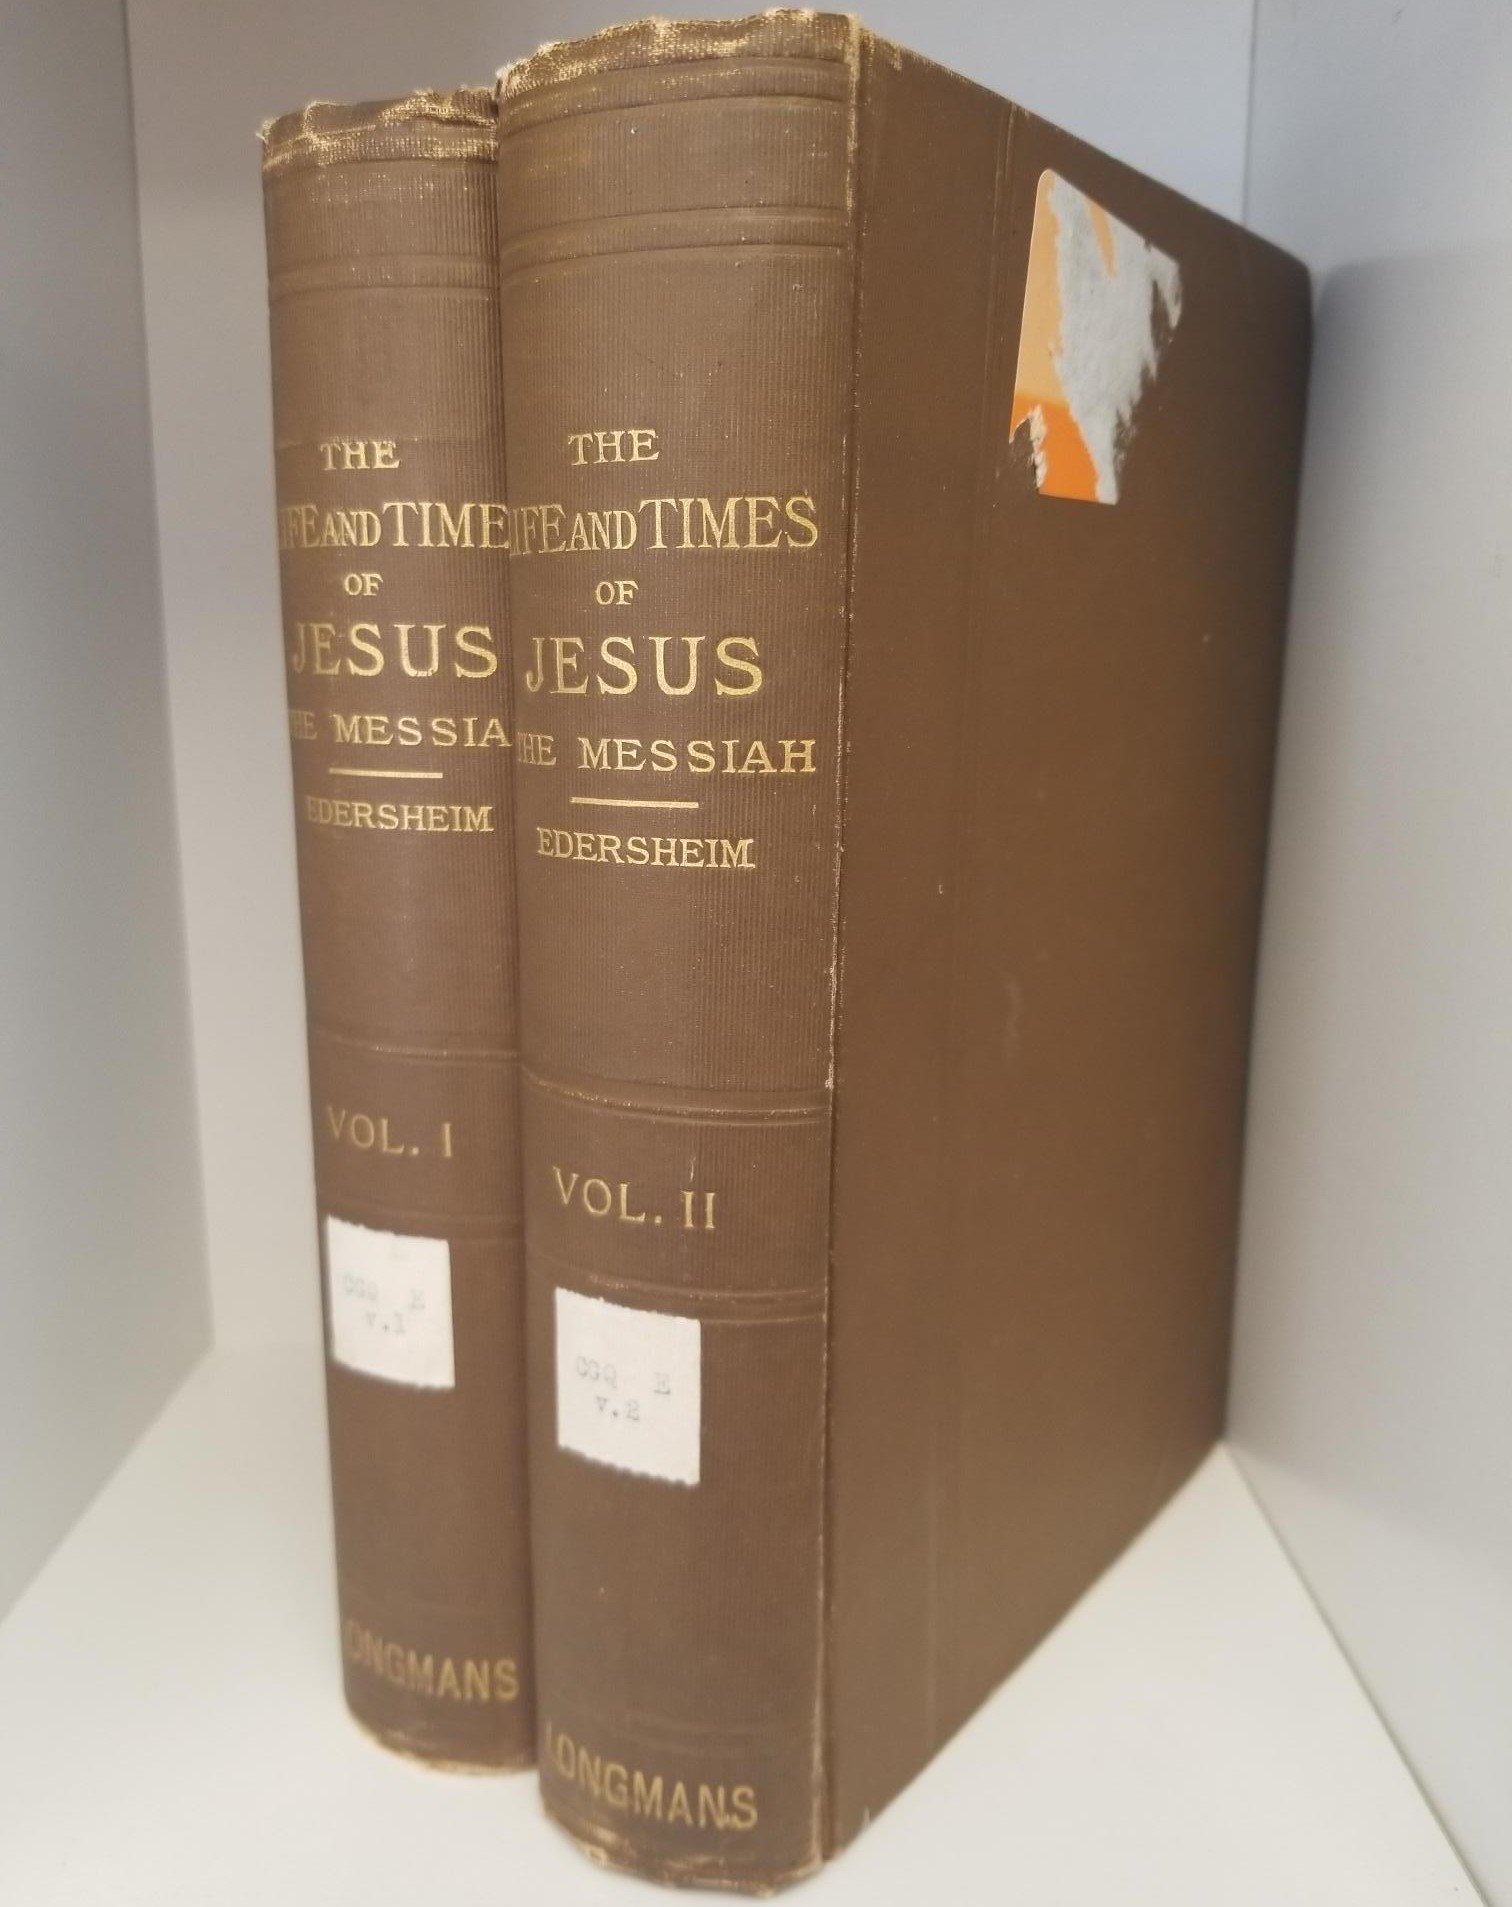 THE
LIFE AND TIMES
OF
JESUS
THE MESSIA
EDERSHEIM
VOL. I
CGQ E
v.1
LONGMANS
THE
LIFE AND TIMES
OF
JESUS
THE MESSIAH
EDERSHEIM
VOL. II
CGQ E
v.2
LONGMANS